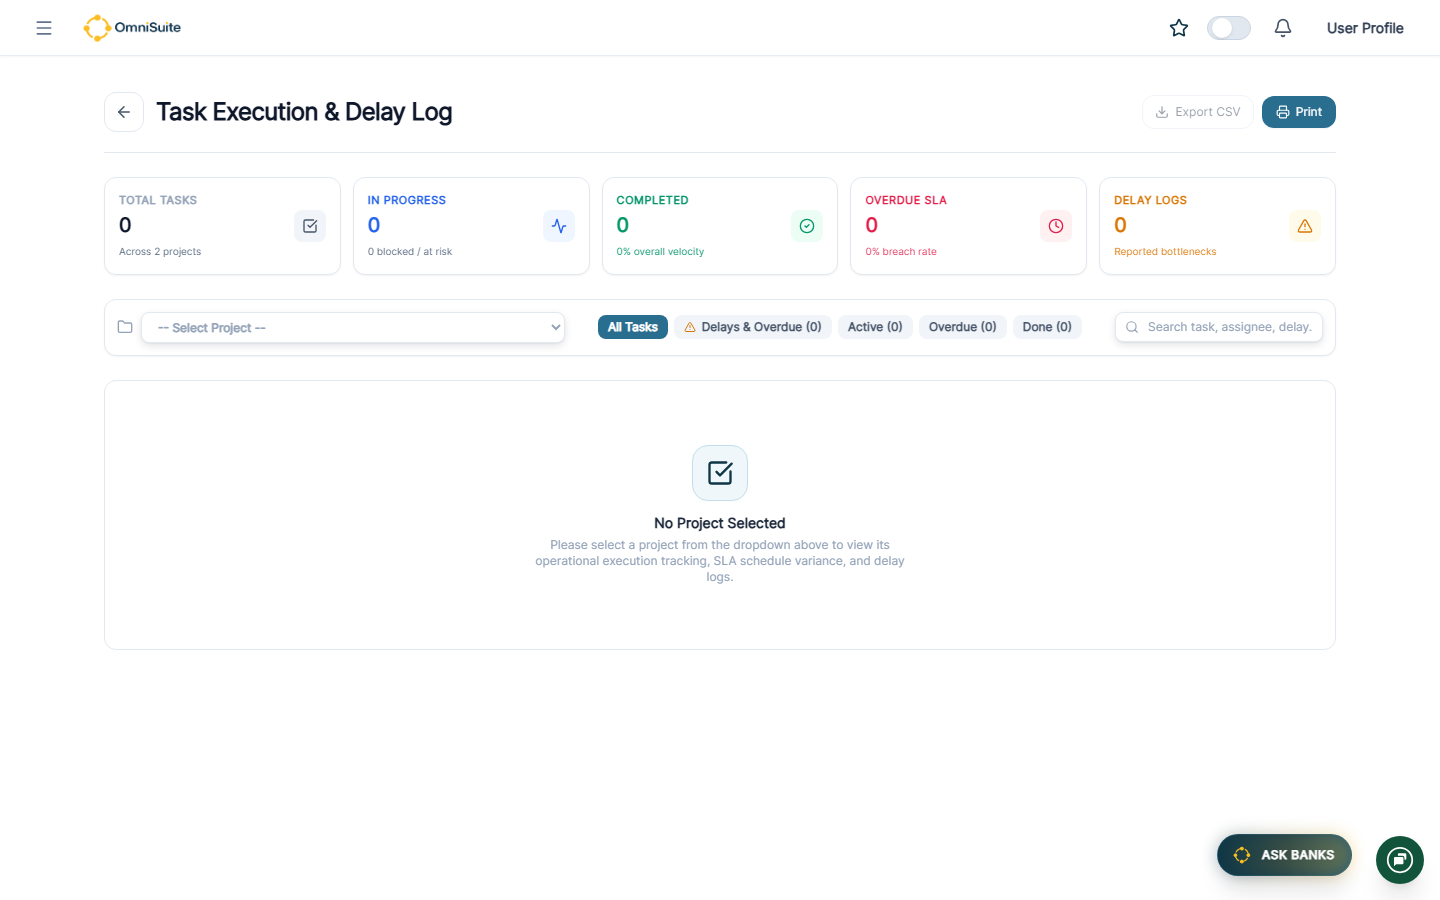 OmniSuite
User Profile
Task Execution & Delay Log
Export CSV
Print
TOTAL TASKS
0
Across 2 projects
IN PROGRESS
0
0 blocked / at risk
COMPLETED
0
0% overall velocity
OVERDUE SLA
0
0% breach rate
DELAY LOGS
0
Reported bottlenecks
-- Select Project --
All Tasks
Delays & Overdue (0)
Active (0)
Overdue (0)
Done (0)
Search task, assignee, delay.
No Project Selected
Please select a project from the dropdown above to view its
operational execution tracking, SLA schedule variance, and delay
logs.
ASK BANKS